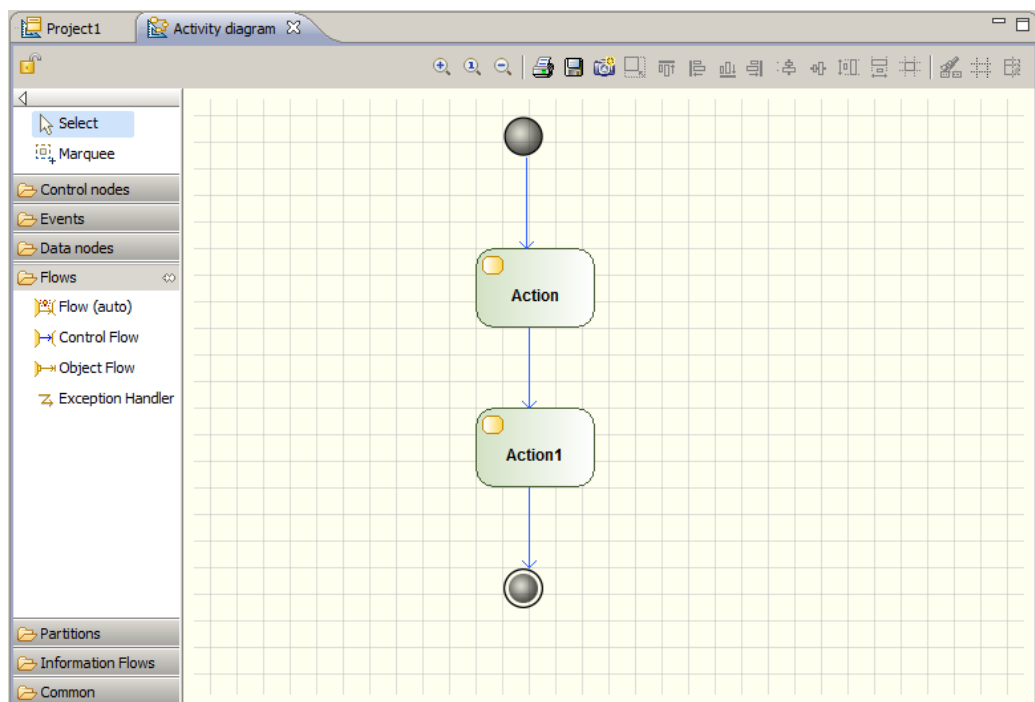 Project1
Activity diagram
Select
Marquee
Control nodes
Events
Data nodes
Flows
Flow (auto)
Control Flow
Object Flow
Exception Handler
Partitions
Information Flows
Common
Action
Action1